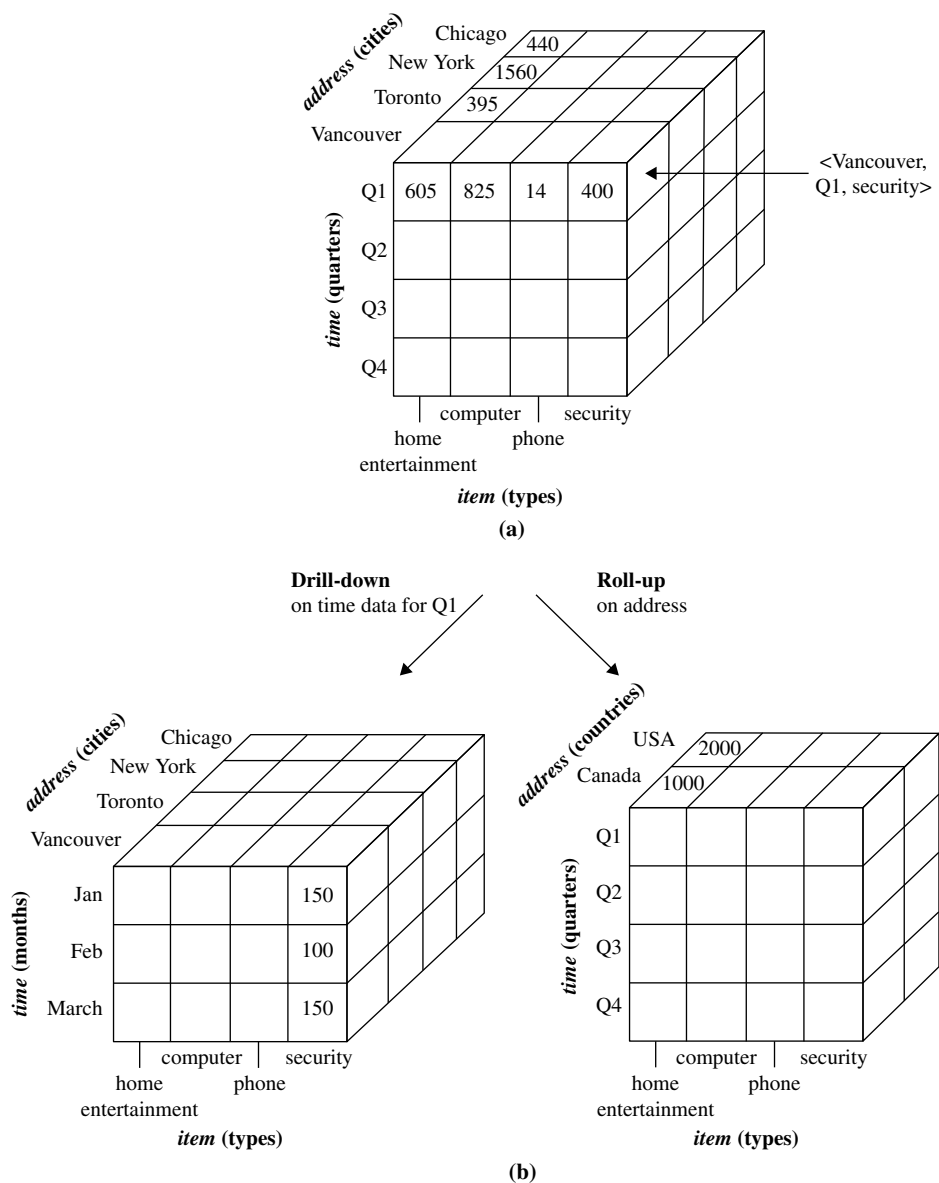 address (cities)
Chicago
New York
Toronto
Vancouver
440
1560
395
<Vancouver,
Q1, security>
time (quarters)
Q1
605 825 14 400
Q2
Q3
Q4
computer security
home phone
entertainment
item (types)
(a)
Drill-down
on time data for Q1
Roll-up
on address
address (cities)
Chicago
New York
Toronto
Vancouver
time (months)
Jan
150
Feb
100
March
150
computer security
home phone
entertainment
item (types)
address (countries)
USA
2000
Canada
1000
time (quarters)
Q1
Q2
Q3
Q4
computer security
home phone
entertainment
item (types)
(b)